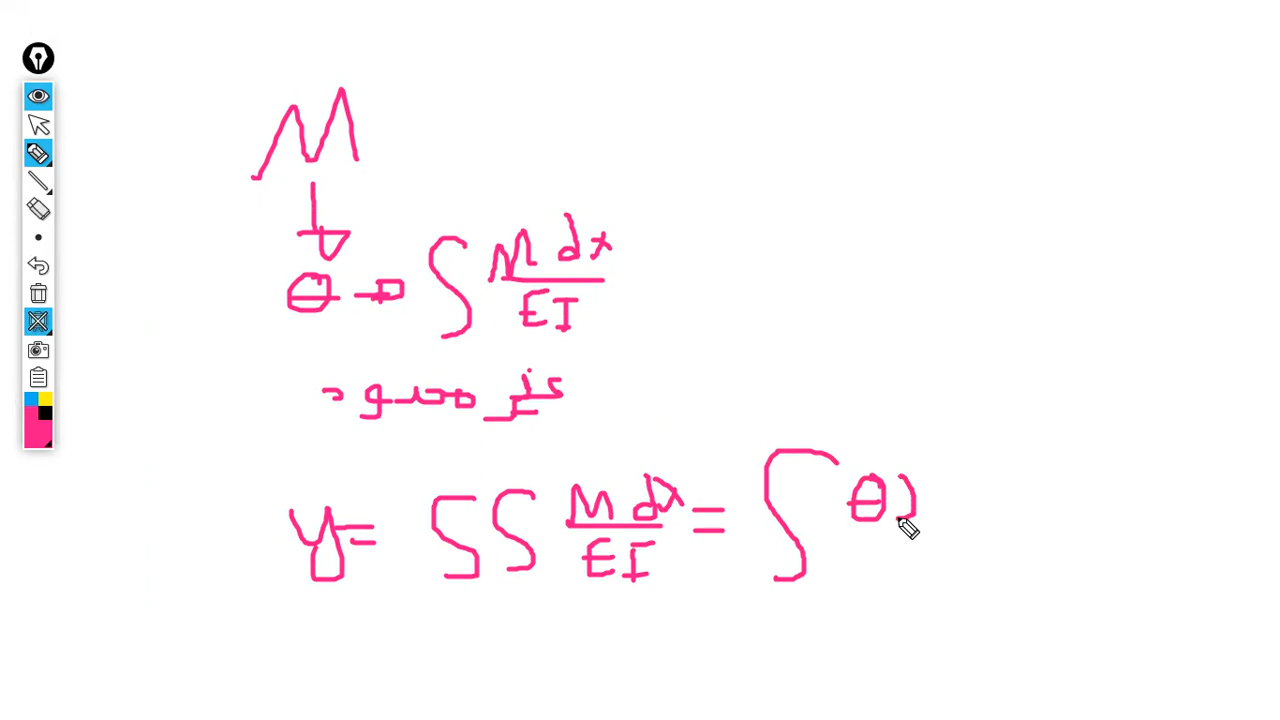 M
θ → ∫ M dx / EI
y = ∫∫ M dx / EI = ∫ θ